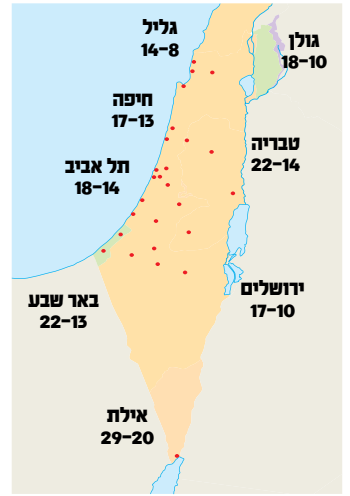 גליל
14-8
גולן
18-10
חיפה
17-13
טבריה
22-14
תל אביב
18-14
ירושלים
17-10
באר שבע
22-13
אילת
29-20